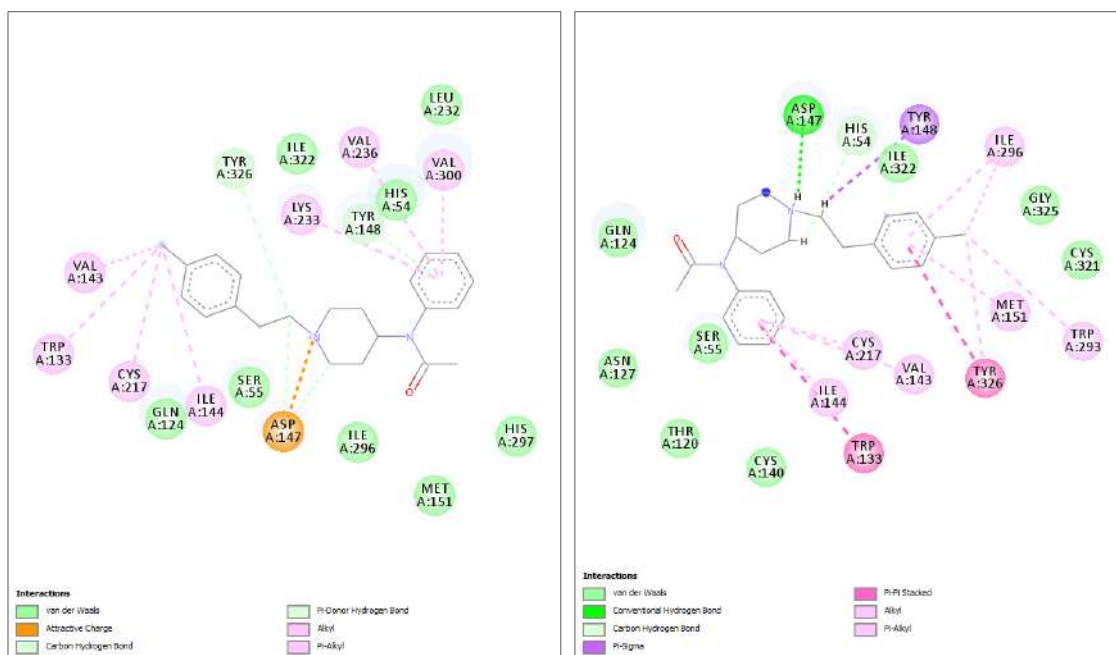 LEU
A:232
VAL
A:236
ILE
A:322
TYR
A:326
VAL
A:300
HIS
A:54
LYS
A:233
TYR
A:148
VAL
A:143
N
N
O
TRP
A:133
CYS
A:217
SER
A:55
ILE
A:144
GLN
A:124
ASP
A:147
ILE
A:296
HIS
A:297
MET
A:151
Interactions
van der Waals
Attractive Charge
Carbon Hydrogen Bond
Pi-Donor Hydrogen Bond
Alkyl
Pi-Alkyl
ASP
A:147
HIS
A:54
TYR
A:148
ILE
A:322
ILE
A:296
GLY
A:325
H
N
H
H
GLN
A:124
O
N
CYS
A:321
MET
A:151
TRP
A:293
SER
A:55
CYS
A:217
VAL
A:143
TYR
A:326
ASN
A:127
ILE
A:144
THR
A:120
TRP
A:133
CYS
A:140
Interactions
van der Waals
Conventional Hydrogen Bond
Carbon Hydrogen Bond
Pi-Sigma
Pi-Pi Stacked
Alkyl
Pi-Alkyl